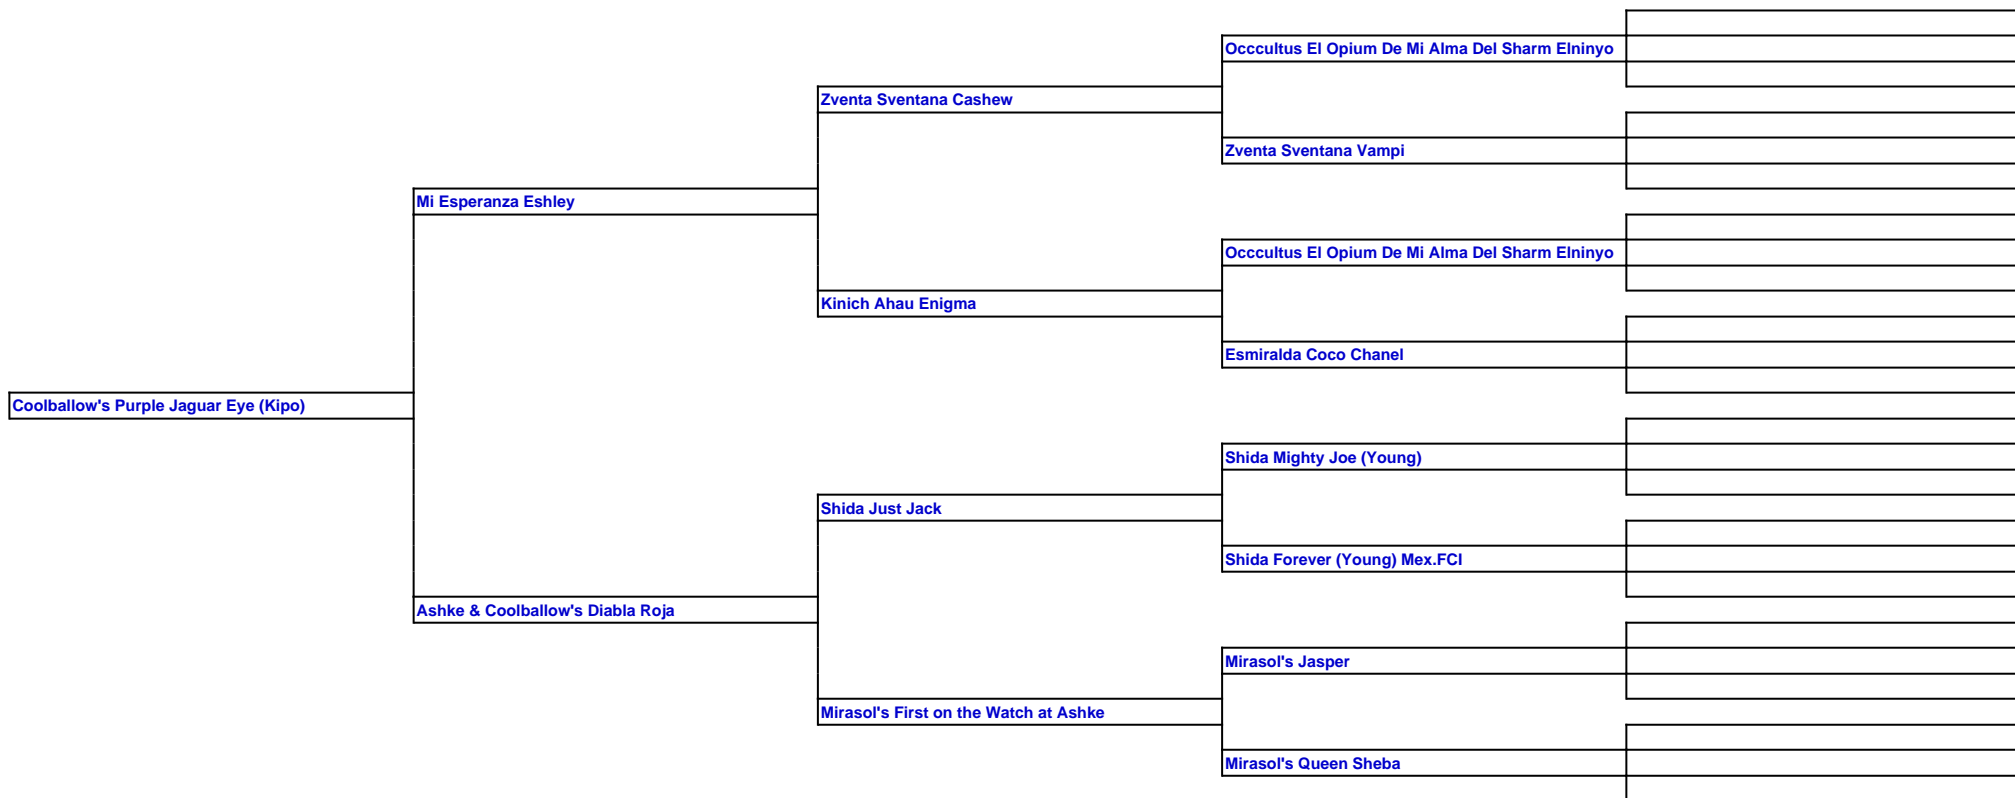 Occcultus El Opium De Mi Alma Del Sharm Elninyo
Zventa Sventana Cashew
Zventa Sventana Vampi
Mi Esperanza Eshley
Occcultus El Opium De Mi Alma Del Sharm Elninyo
Kinich Ahau Enigma
Esmiralda Coco Chanel
Coolballow's Purple Jaguar Eye (Kipo)
Shida Mighty Joe (Young)
Shida Just Jack
Shida Forever (Young) Mex.FCI
Ashke & Coolballow's Diabla Roja
Mirasol's Jasper
Mirasol's First on the Watch at Ashke
Mirasol's Queen Sheba